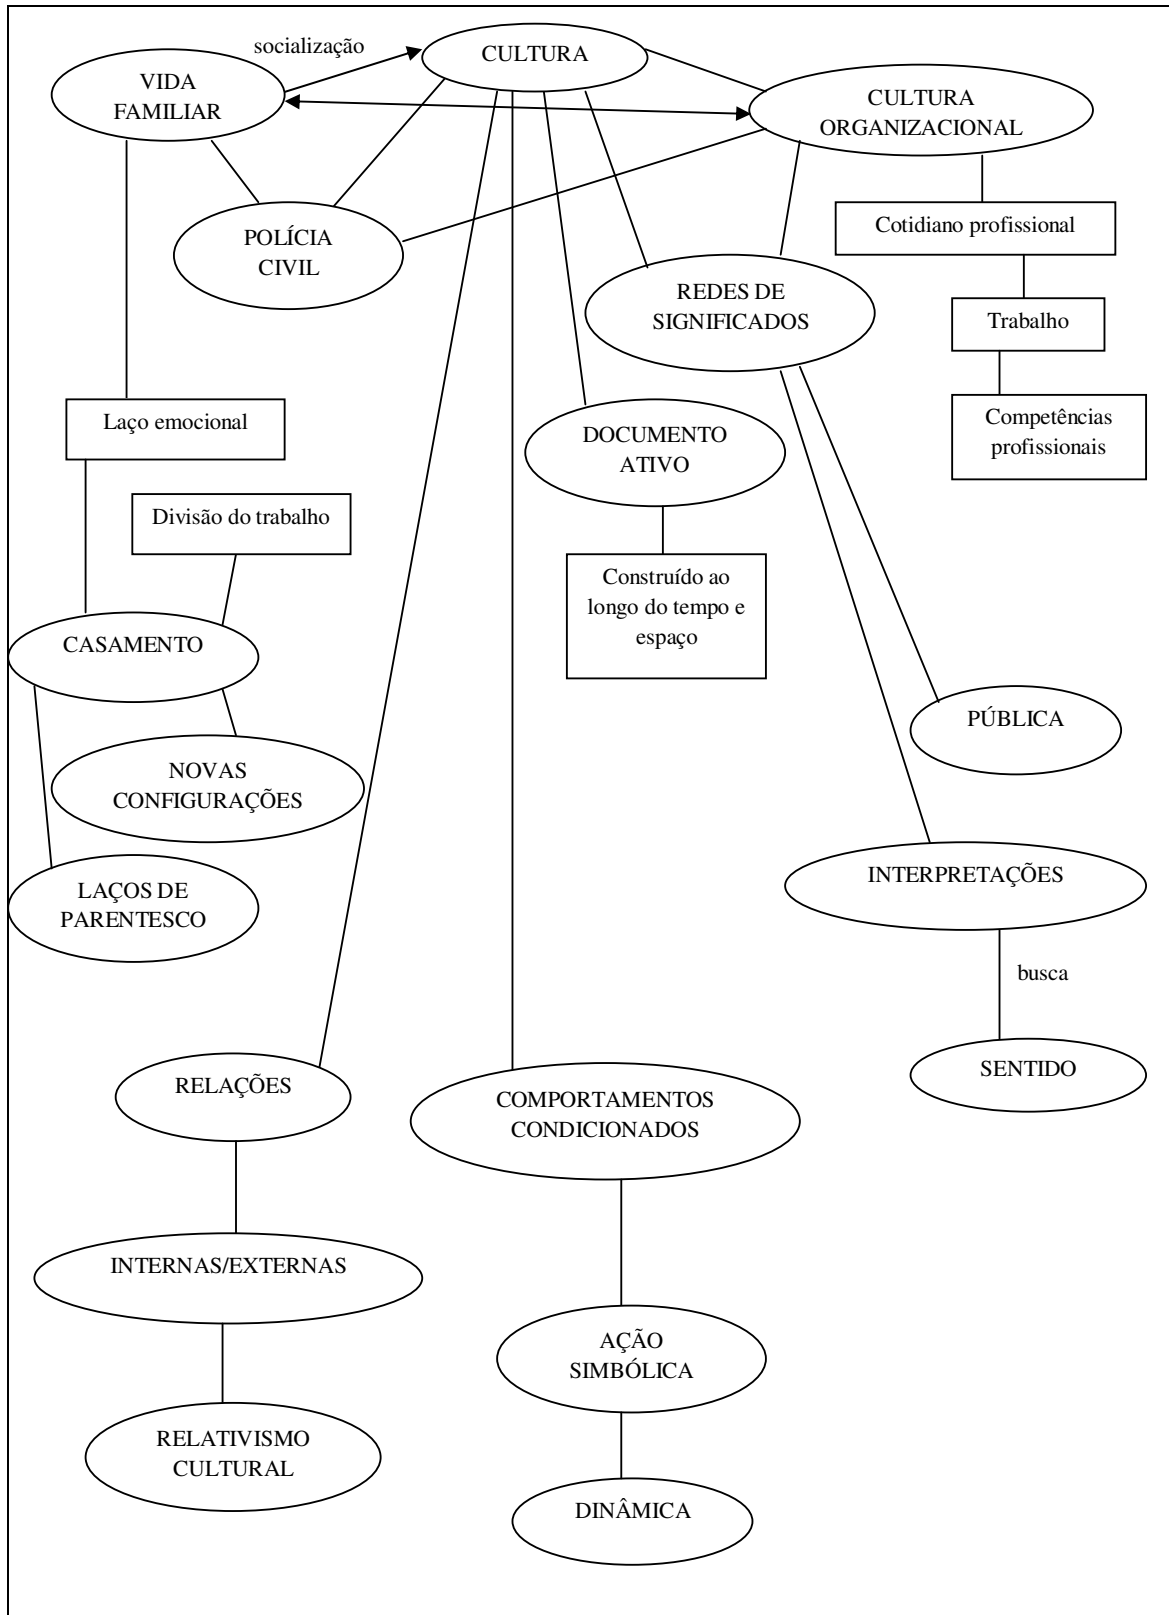 socialização
CULTURA
VIDA
FAMILIAR
CULTURA
ORGANIZACIONAL
POLÍCIA
CIVIL
Cotidiano profissional
REDES DE
SIGNIFICADOS
Trabalho
Laço emocional
DOCUMENTO
ATIVO
Competências
profissionais
Divisão do trabalho
Construído ao
longo do tempo e
espaço
CASAMENTO
PÚBLICA
NOVAS
CONFIGURAÇÕES
LAÇOS DE
PARENTESCO
INTERPRETAÇÕES
busca
SENTIDO
RELAÇÕES
COMPORTAMENTOS
CONDICIONADOS
INTERNAS/EXTERNAS
AÇÃO
SIMBÓLICA
RELATIVISMO
CULTURAL
DINÂMICA